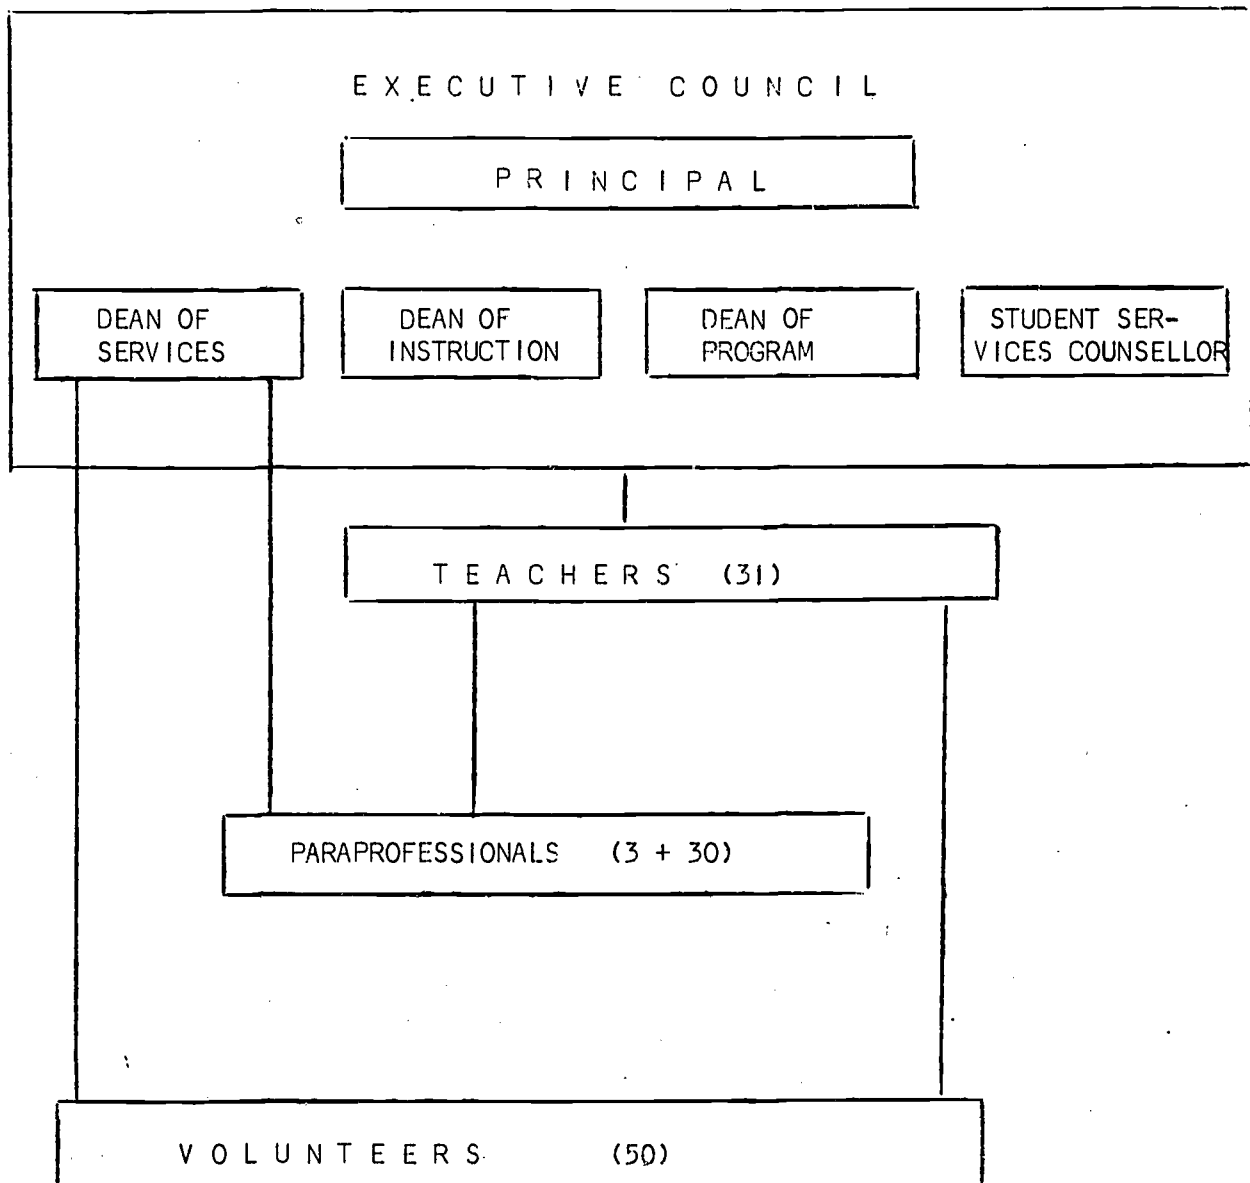 EXECUTIVE COUNCIL
PRINCIPAL
DEAN OF
SERVICES
DEAN OF
INSTRUCTION
DEAN OF
PROGRAM
STUDENT SER-
VICES COUNSELLOR
TEACHERS (31)
PARAPROFESSIONALS (3 + 30)
VOLUNTEERS (50)